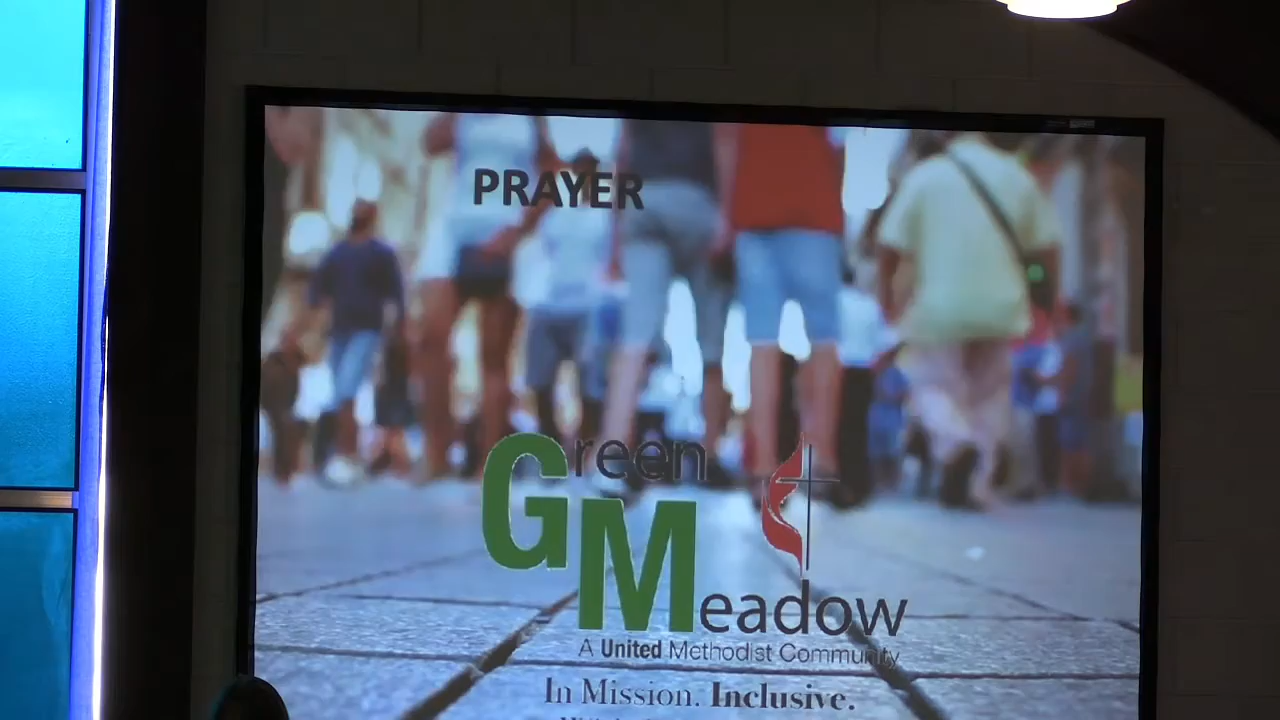 PRAYER
Green
Meadow
A United Methodist Community
In Mission. Inclusive.